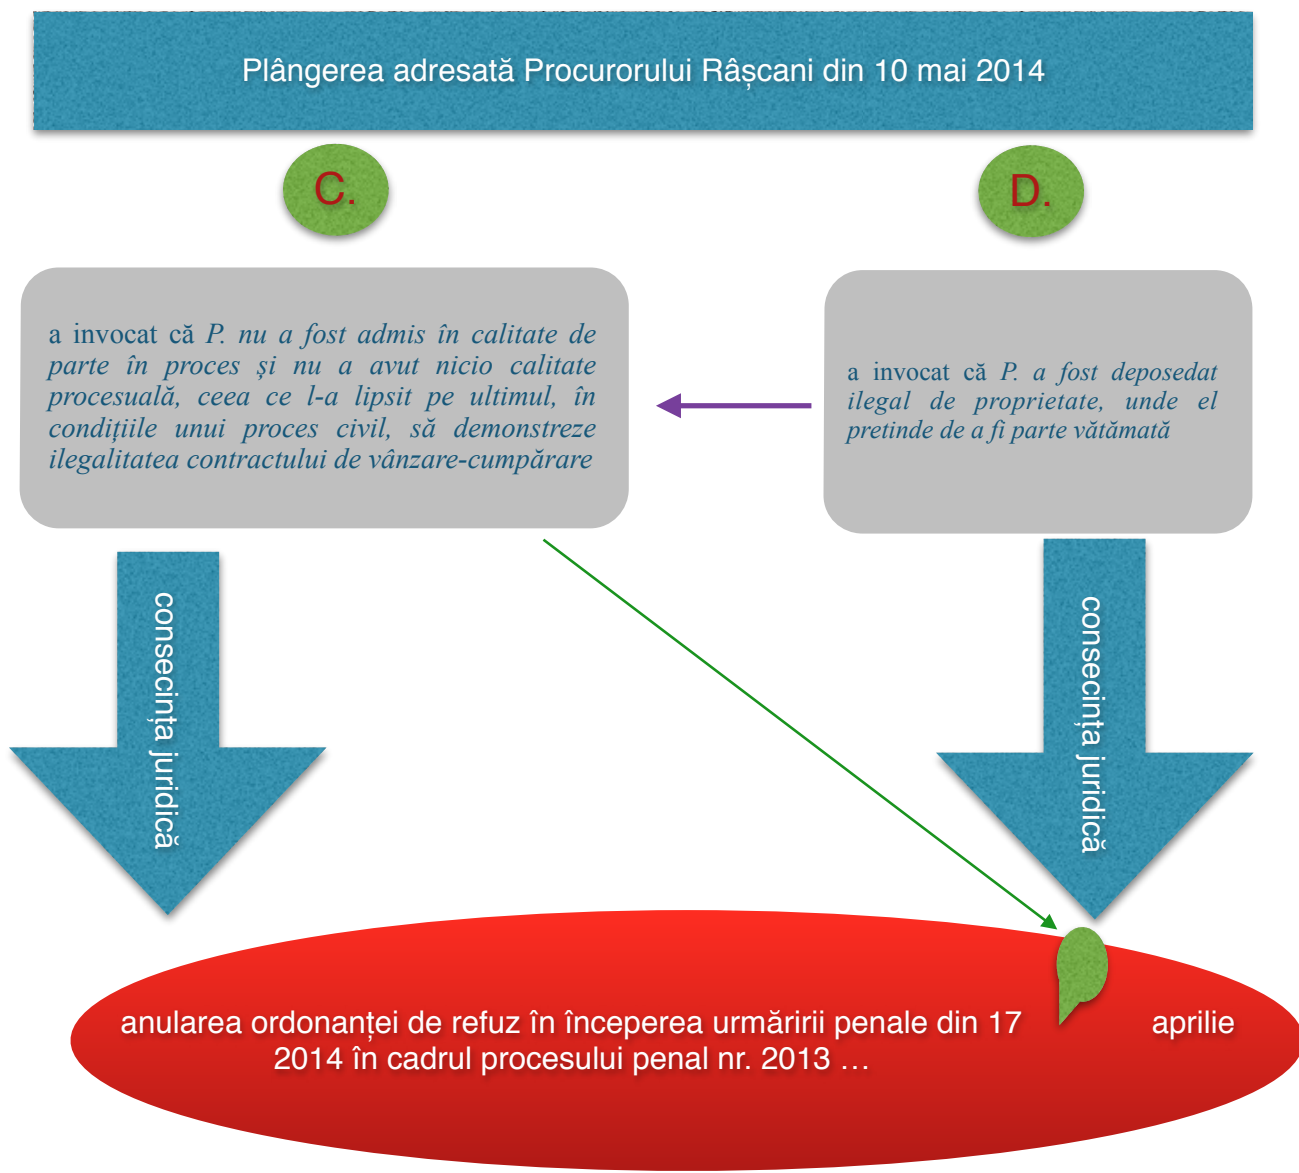 Plângerea adresată Procurorului Râșcani din 10 mai 2014
C.
D.
a invocat că P. nu a fost admis în calitate de
parte în proces și nu a avut nicio calitate
procesuală, ceea ce l-a lipsit pe ultimul, în
condițiile unui proces civil, să demonstreze
ilegalitatea contractului de vânzare-cumpărare
a invocat că P. a fost deposedat
ilegal de proprietate, unde el
pretinde de a fi parte vătămată
consecința juridică
consecința juridică
anularea ordonanței de refuz în începerea urmăririi penale din 17 aprilie
2014 în cadrul procesului penal nr. 2013 …